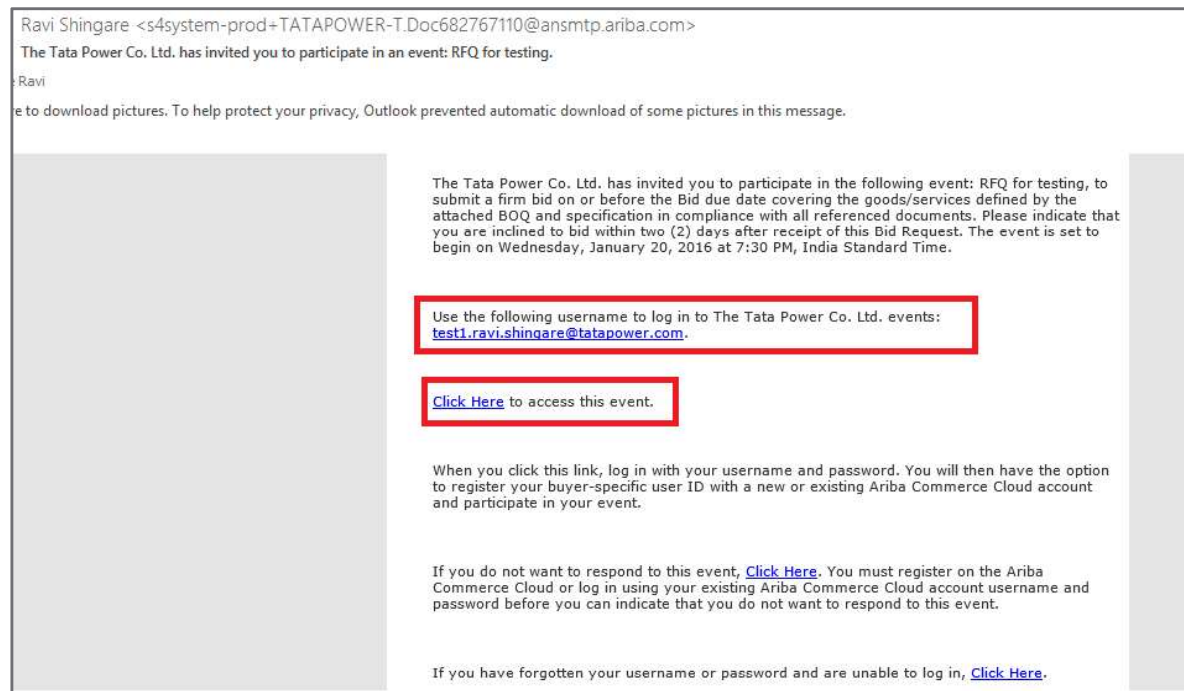 Ravi Shingare <s4system-prod+TATAPOWER-T.Doc682767110@ansmtp.ariba.com>
The Tata Power Co. Ltd. has invited you to participate in an event: RFQ for testing.
Ravi
to download pictures. To help protect your privacy, Outlook prevented automatic download of some pictures in this message.
The Tata Power Co. Ltd. has invited you to participate in the following event: RFQ for testing, to
submit a firm bid on or before the Bid due date covering the goods/services defined by the
attached BOQ and specification in compliance with all referenced documents. Please indicate that
you are inclined to bid within two (2) days after receipt of this Bid Request. The event is set to
begin on Wednesday, January 20, 2016 at 7:30 PM, India Standard Time.
Use the following username to log in to The Tata Power Co. Ltd. events:
test1.ravi.shingare@tatapower.com.
Click Here to access this event.
When you click this link, log in with your username and password. You will then have the option
to register your buyer-specific user ID with a new or existing Ariba Commerce Cloud account
and participate in your event.
If you do not want to respond to this event, Click Here. You must register on the Ariba
Commerce Cloud or log in using your existing Ariba Commerce Cloud account username and
password before you can indicate that you do not want to respond to this event.
If you have forgotten your username or password and are unable to log in, Click Here.